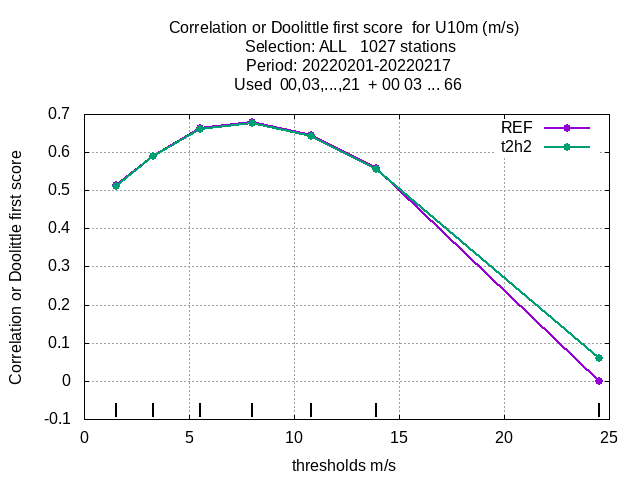 Correlation or Doolittle first score  for U10m (m/s)
Selection: ALL   1027 stations
Period: 20220201-20220217
Used  00,03,...,21  + 00 03 ... 66
REF
t2h2
Correlation or Doolittle first score
0.7
0.6
0.5
0.4
0.3
0.2
0.1
0
-0.1
0 5 10 15 20 25
thresholds m/s